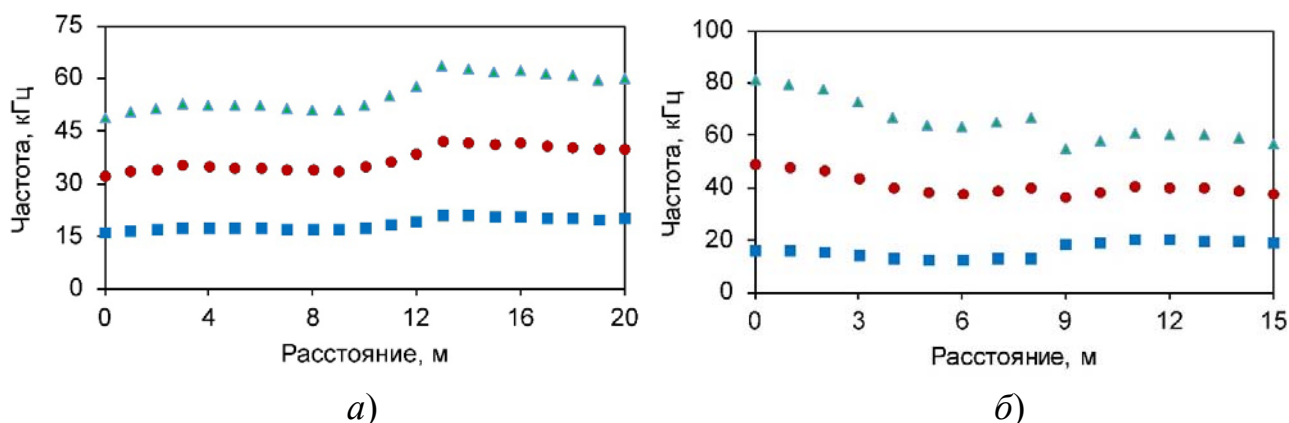 75
60
45
30
15
0
Частота, кГц
0 4 8 12 16 20
Расстояние, м
а)
100
80
60
40
20
0
Частота, кГц
0 3 6 9 12 15
Расстояние, м
б)